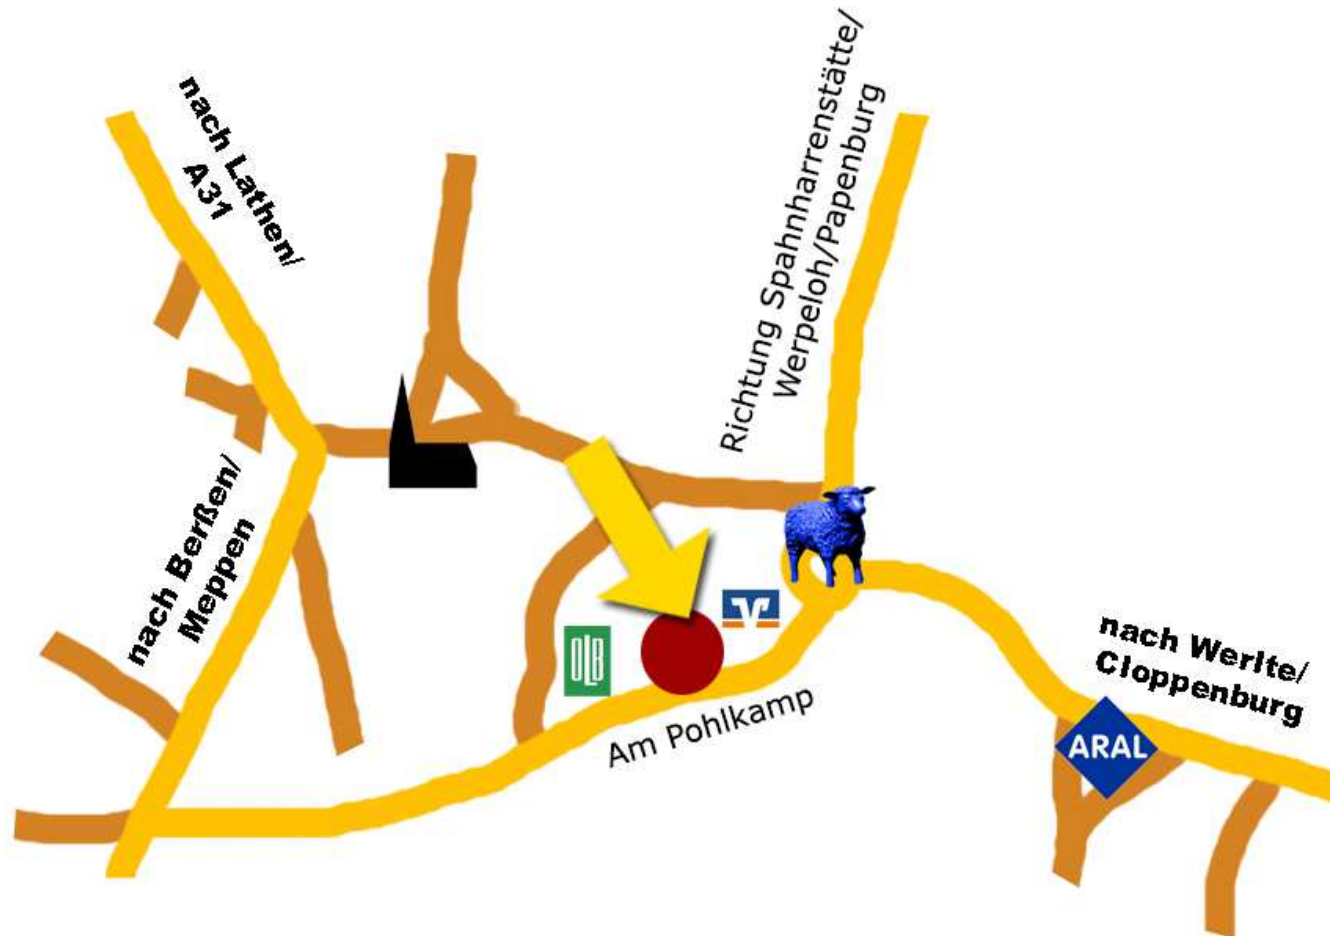 nach Lathen/
A31
Richtung Spahnharrenstätte/
Werpeloh/Papenburg
nach Berßen/
Meppen
OLB
Am Pohlkamp
nach Werlte/
Cloppenburg
ARAL